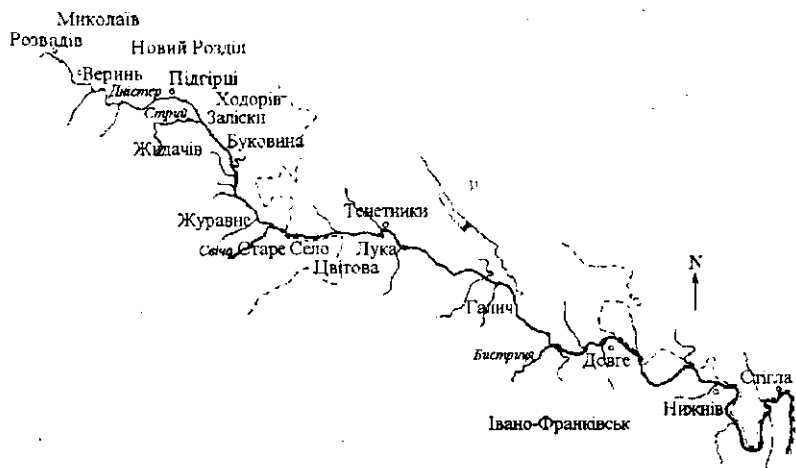 Миколаїв
Розвадів
Новий Розділ
Веринь
Підгірці
Дністер
Ходорів
Стрий
Заліски
Буковина
Жидачів
Тенетники
Журавне
Свіча
Старе Село
Лука
Цвітова
N
Галич
Бистриця
Довге
Стігла
Нижнів
Івано-Франківськ